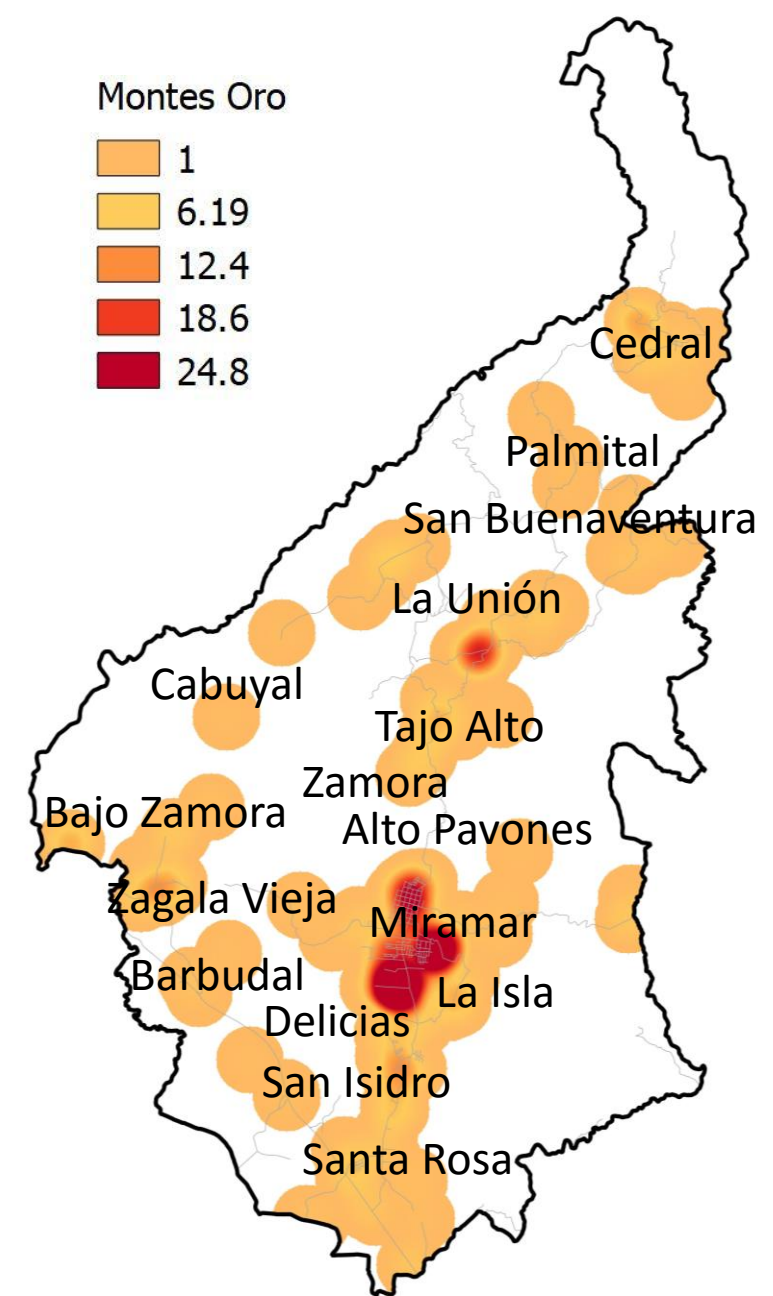 Montes Oro
1
6.19
12.4
18.6
24.8
Cedral
Palmital
San Buenaventura
La Unión
Cabuyal
Tajo Alto
Zamora
Bajo Zamora
Alto Pavones
Zagala Vieja
Miramar
Barbudal
La Isla
Delicias
San Isidro
Santa Rosa